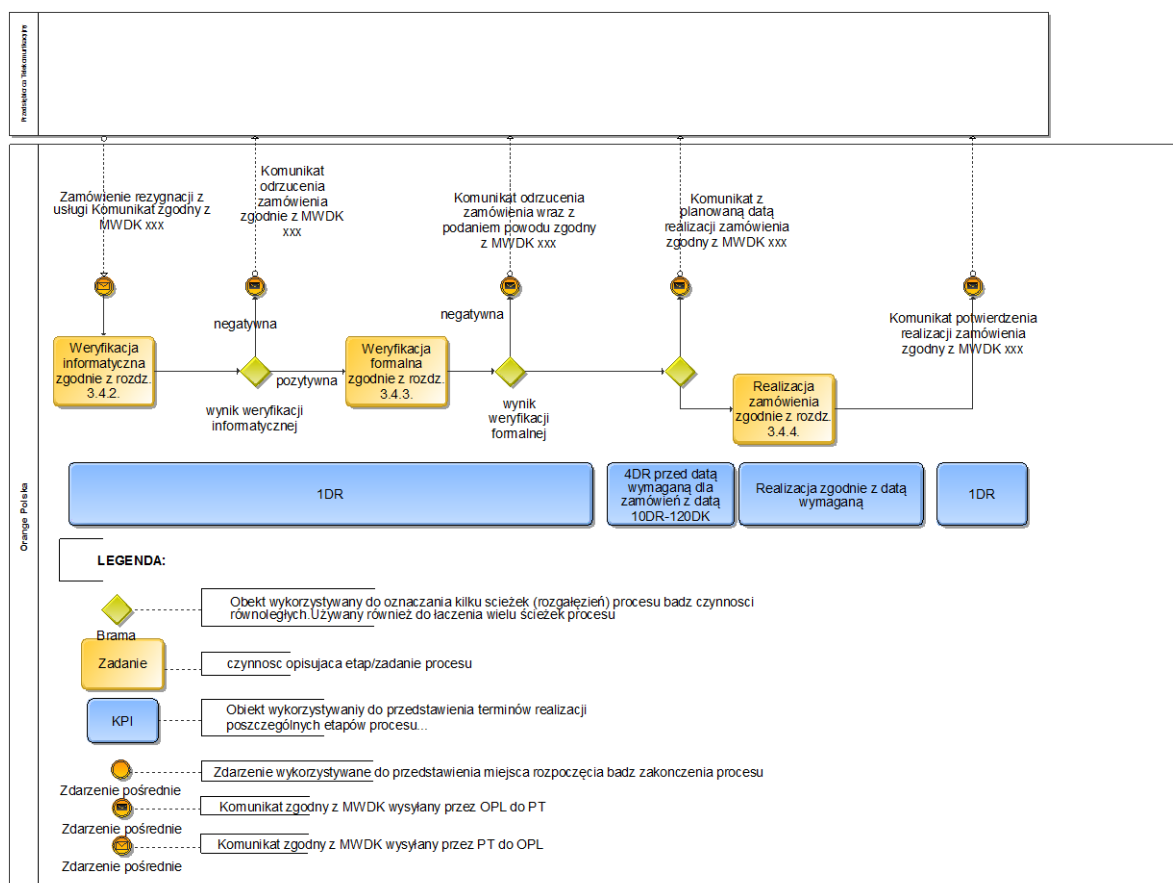 Przedsiębiorca Telekomunikacyjny
Orange Polska
Zamówienie rezygnacji z
usługi Komunikat zgodny z
MWDK xxx
Komunikat
odrzucenia
zamówienia
zgodnie z MWDK
xxx
Komunikat odrzucenia
zamówienia wraz z
podaniem powodu zgodny
z MWDK xxx
Komunikat z
planowaną datą
realizacji zamówienia
zgodny z MWDK xxx
Komunikat potwierdzenia
realizacji zamówienia
zgodny z MWDK xxx
negatywna
negatywna
Weryfikacja
informatyczna
zgodnie z rozdz.
3.4.2.
pozytywna
wynik weryfikacji
informatycznej
Weryfikacja
formalna
zgodnie z rozdz.
3.4.3.
wynik
weryfikacji
formalnej
Realizacja
zamówienia
zgodnie z rozdz.
3.4.4.
1DR
4DR przed datą
wymaganą dla
zamówień z datą
10DR-120DK
Realizacja zgodnie z datą
wymaganą
1DR
LEGENDA:
Brama
Obekt wykorzystywany do oznaczania kilku scieżek (rozgałęzień) procesu badz czynnosci
równoległych.Używany również do łaczenia wielu ścieżek procesu
Zadanie
czynnosc opisujaca etap/zadanie procesu
KPI
Obiekt wykorzystywaniy do przedstawienia terminów realizacji
poszczególnych etapów procesu...
Zdarzenie wykorzystywane do przedstawienia miejsca rozpoczęcia badz zakonczenia procesu
Zdarzenie pośrednie
Komunikat zgodny z MWDK wysyłany przez OPL do PT
Zdarzenie pośrednie
Komunikat zgodny z MWDK wysyłany przez PT do OPL
Zdarzenie pośrednie